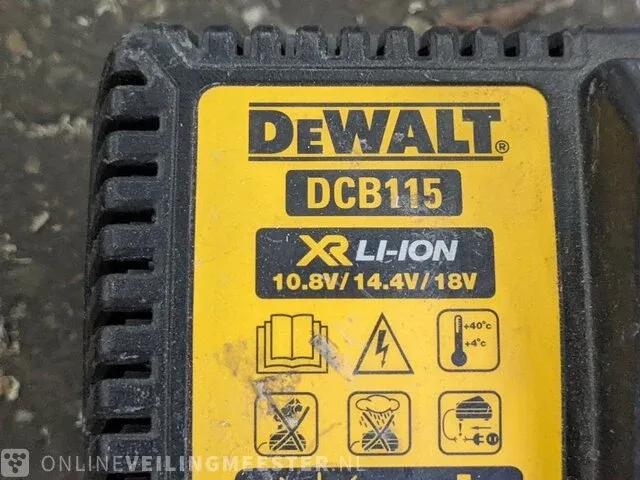 DEWALT®
DCB115
XR LI-ION
10.8V/14.4V/18V
+40°c
+4°c
ONLINEVEILINGMEESTER.NL